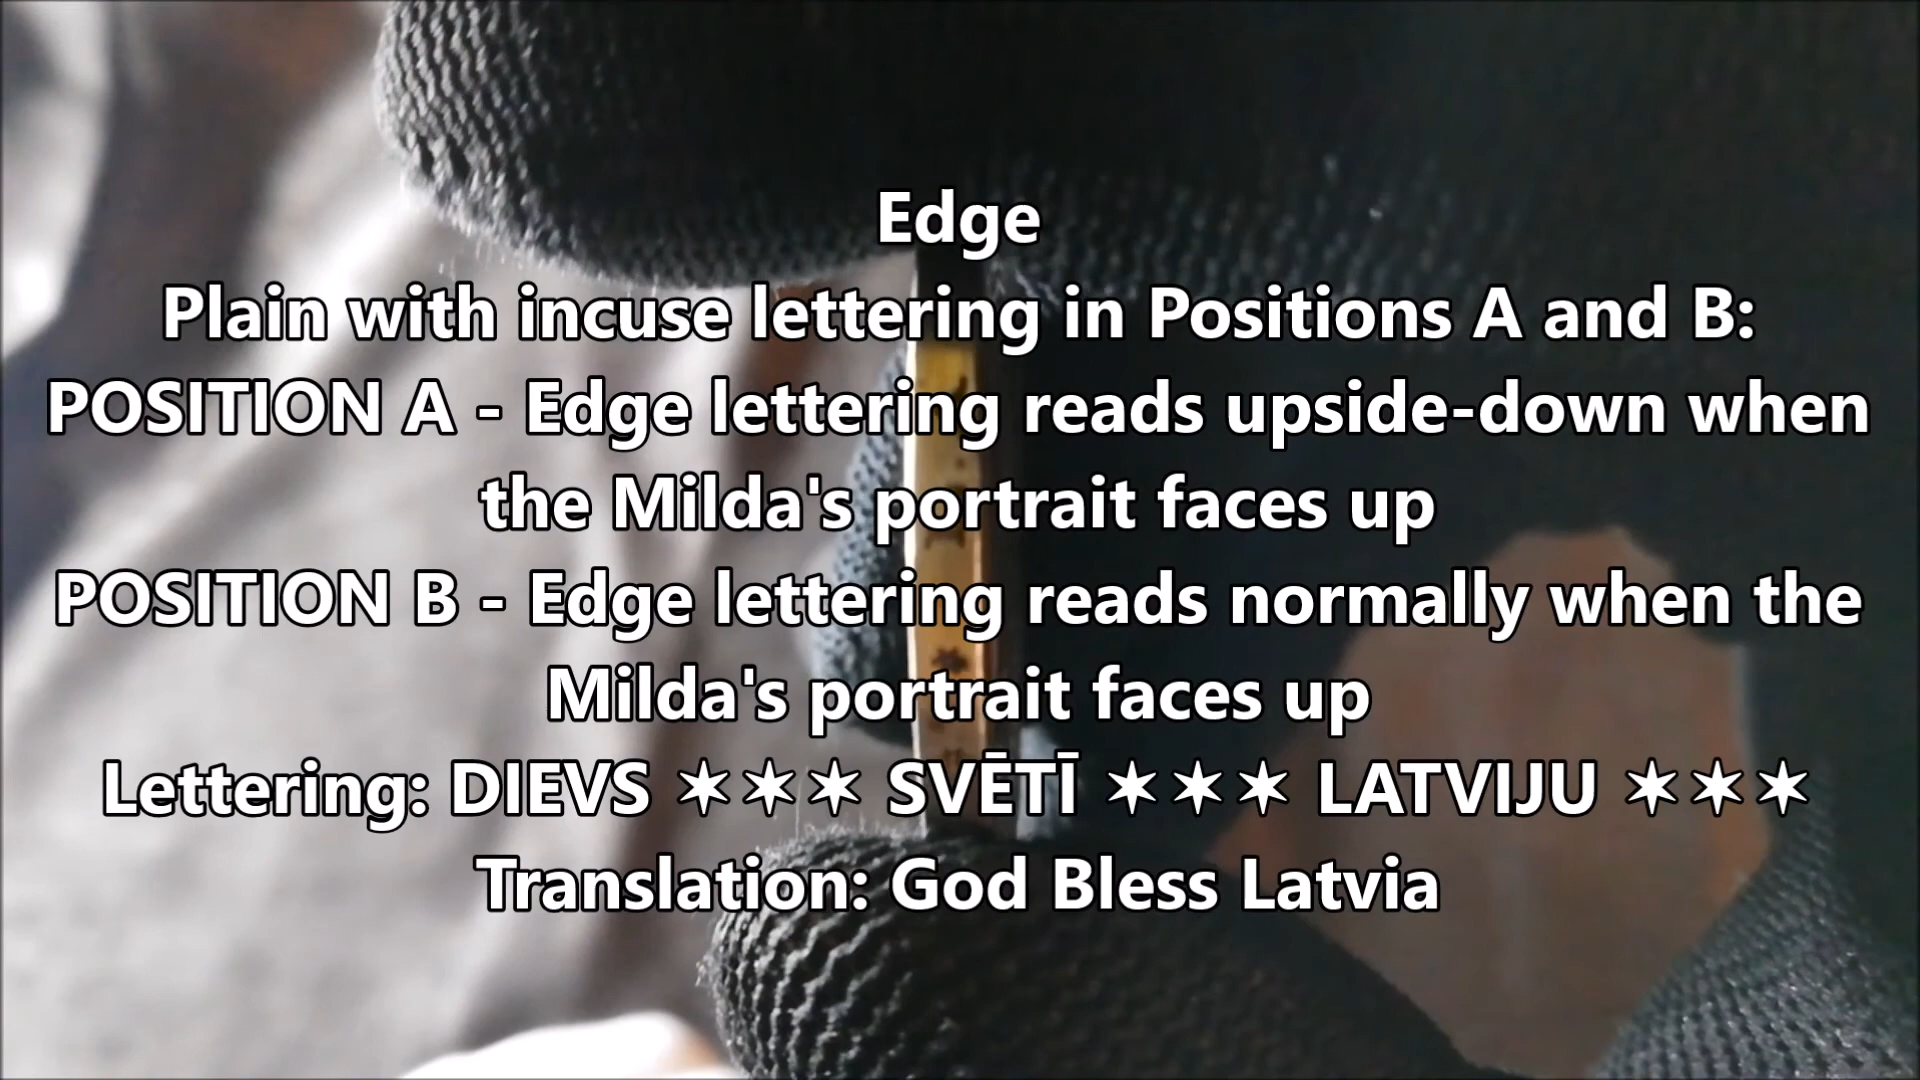 Edge
Plain with incuse lettering in Positions A and B:
POSITION A - Edge lettering reads upside-down when
the Milda's portrait faces up
POSITION B - Edge lettering reads normally when the
Milda's portrait faces up
Lettering: DIEVS ✶✶✶ SVĒTĪ ✶✶✶ LATVIJU ✶✶✶
Translation: God Bless Latvia